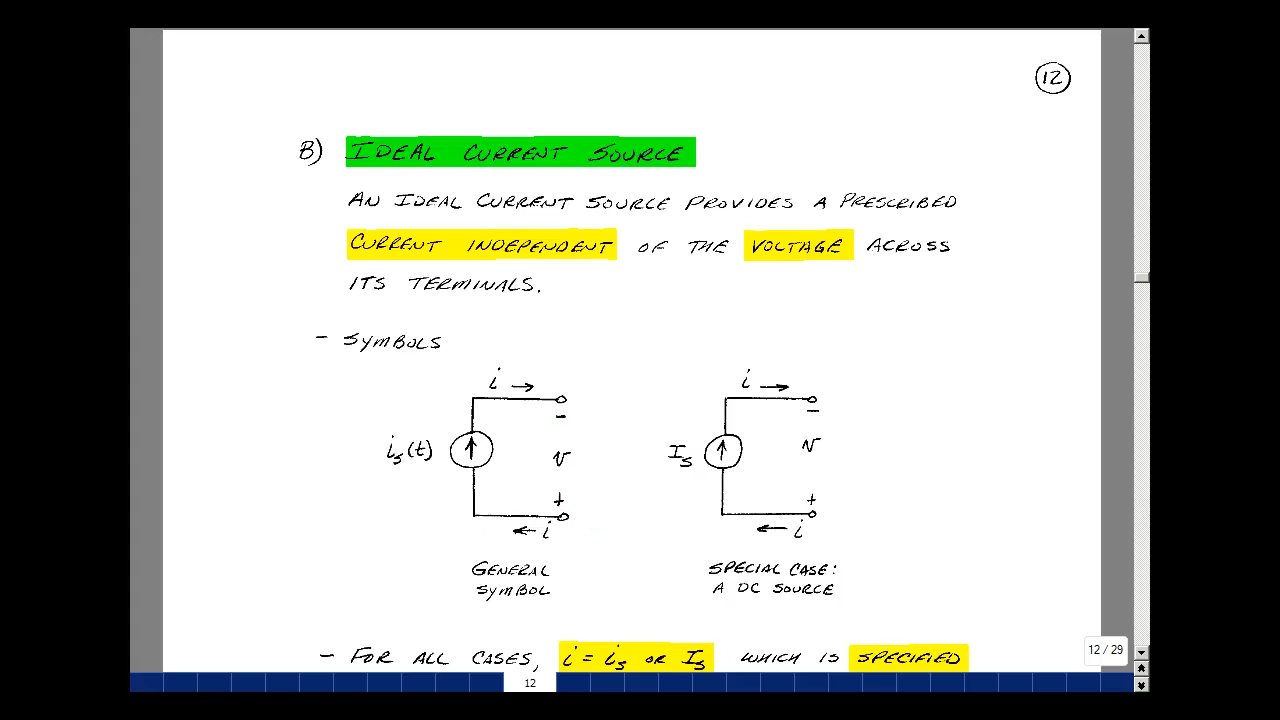 12
B) IDEAL CURRENT SOURCE
AN IDEAL CURRENT SOURCE PROVIDES A PRESCRIBED
CURRENT INDEPENDENT OF THE VOLTAGE ACROSS
ITS TERMINALS.
- SYMBOLS
i → i →
- -
is(t) v Is v
+ +
← i ← i
GENERAL SPECIAL CASE:
SYMBOL A DC SOURCE
- FOR ALL CASES, i = is OR Is WHICH IS SPECIFIED
12 / 29
12